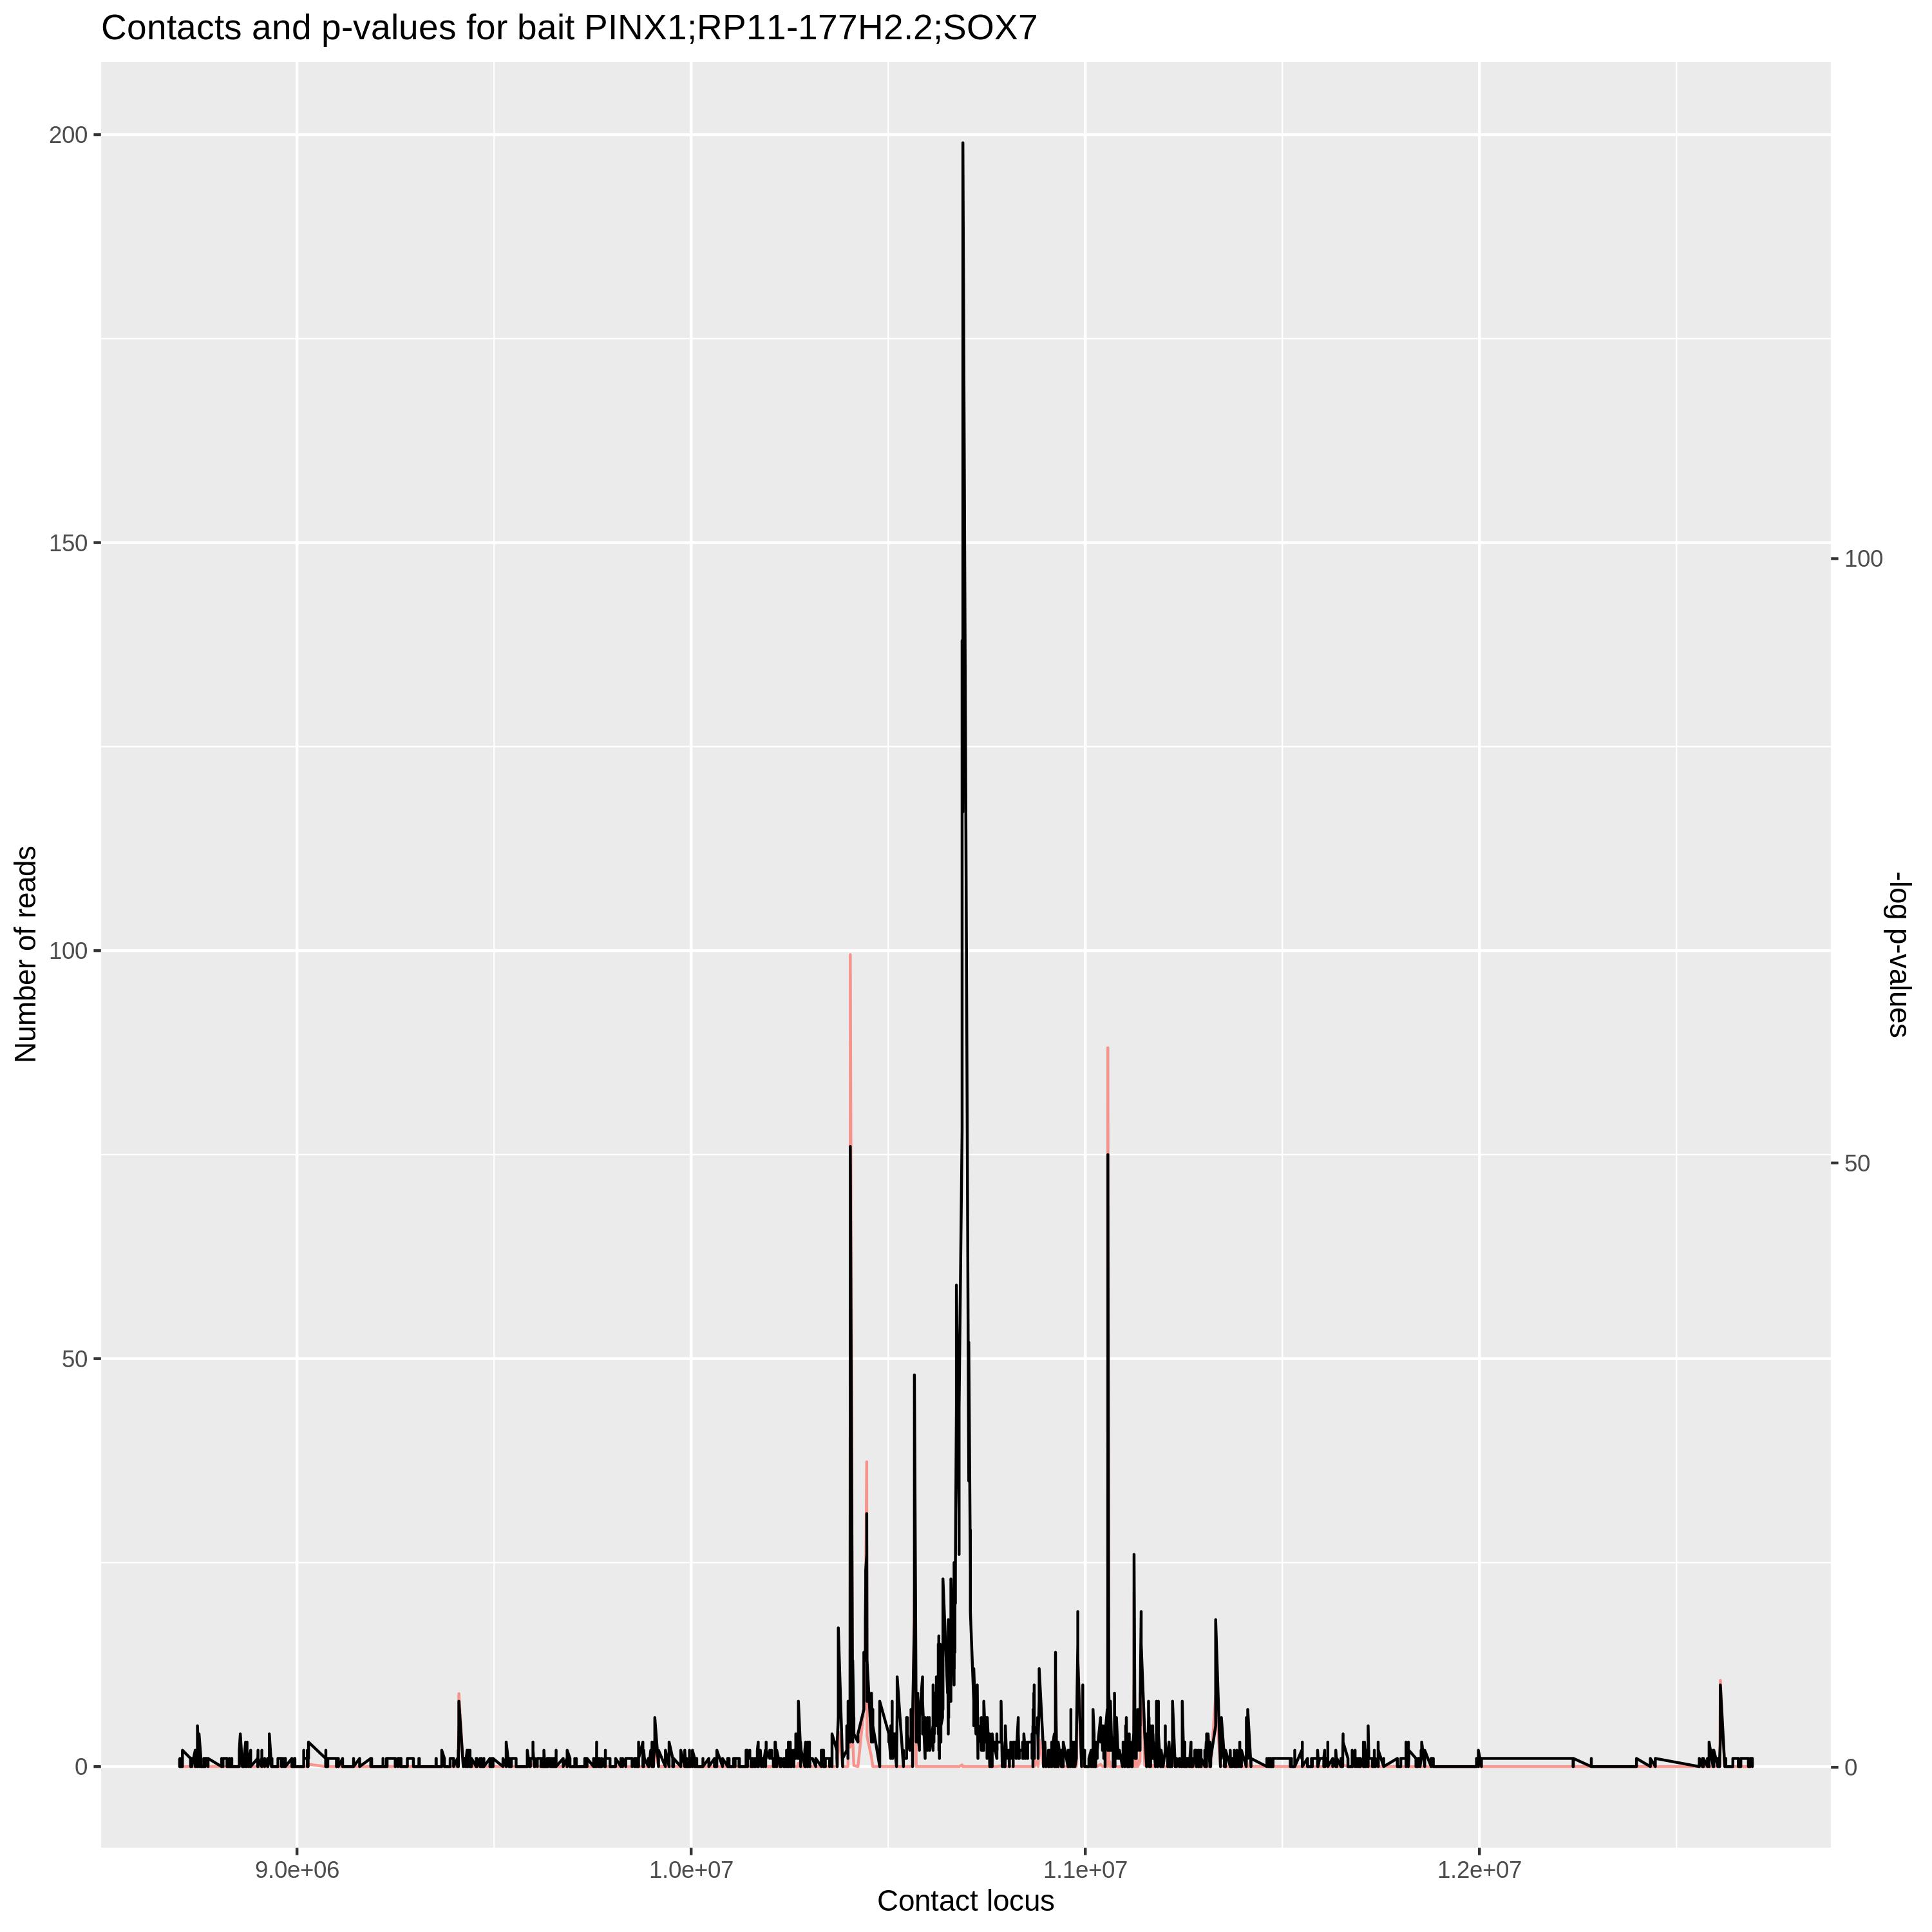 Contacts and p-values for bait PINX1;RP11-177H2.2;SOX7
200
150
100
50
0
Number of reads
100
50
0
-log p-values
9.0e+06
1.0e+07
1.1e+07
1.2e+07
Contact locus